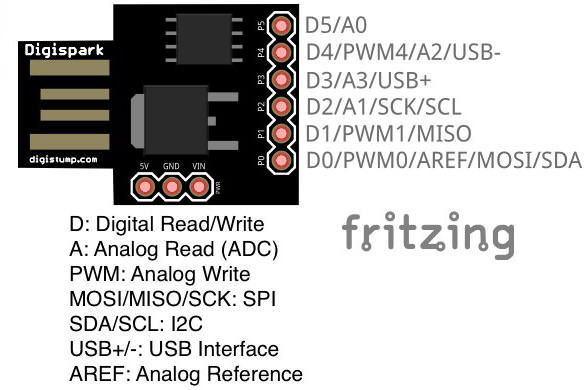 Digispark
digistump.com
P5
P4
P3
P2
P1
P0
5V GND VIN
PWR
D5/A0
D4/PWM4/A2/USB-
D3/A3/USB+
D2/A1/SCK/SCL
D1/PWM1/MISO
D0/PWM0/AREF/MOSI/SDA
D: Digital Read/Write
A: Analog Read (ADC)
PWM: Analog Write
MOSI/MISO/SCK: SPI
SDA/SCL: I2C
USB+/-: USB Interface
AREF: Analog Reference
fritzing